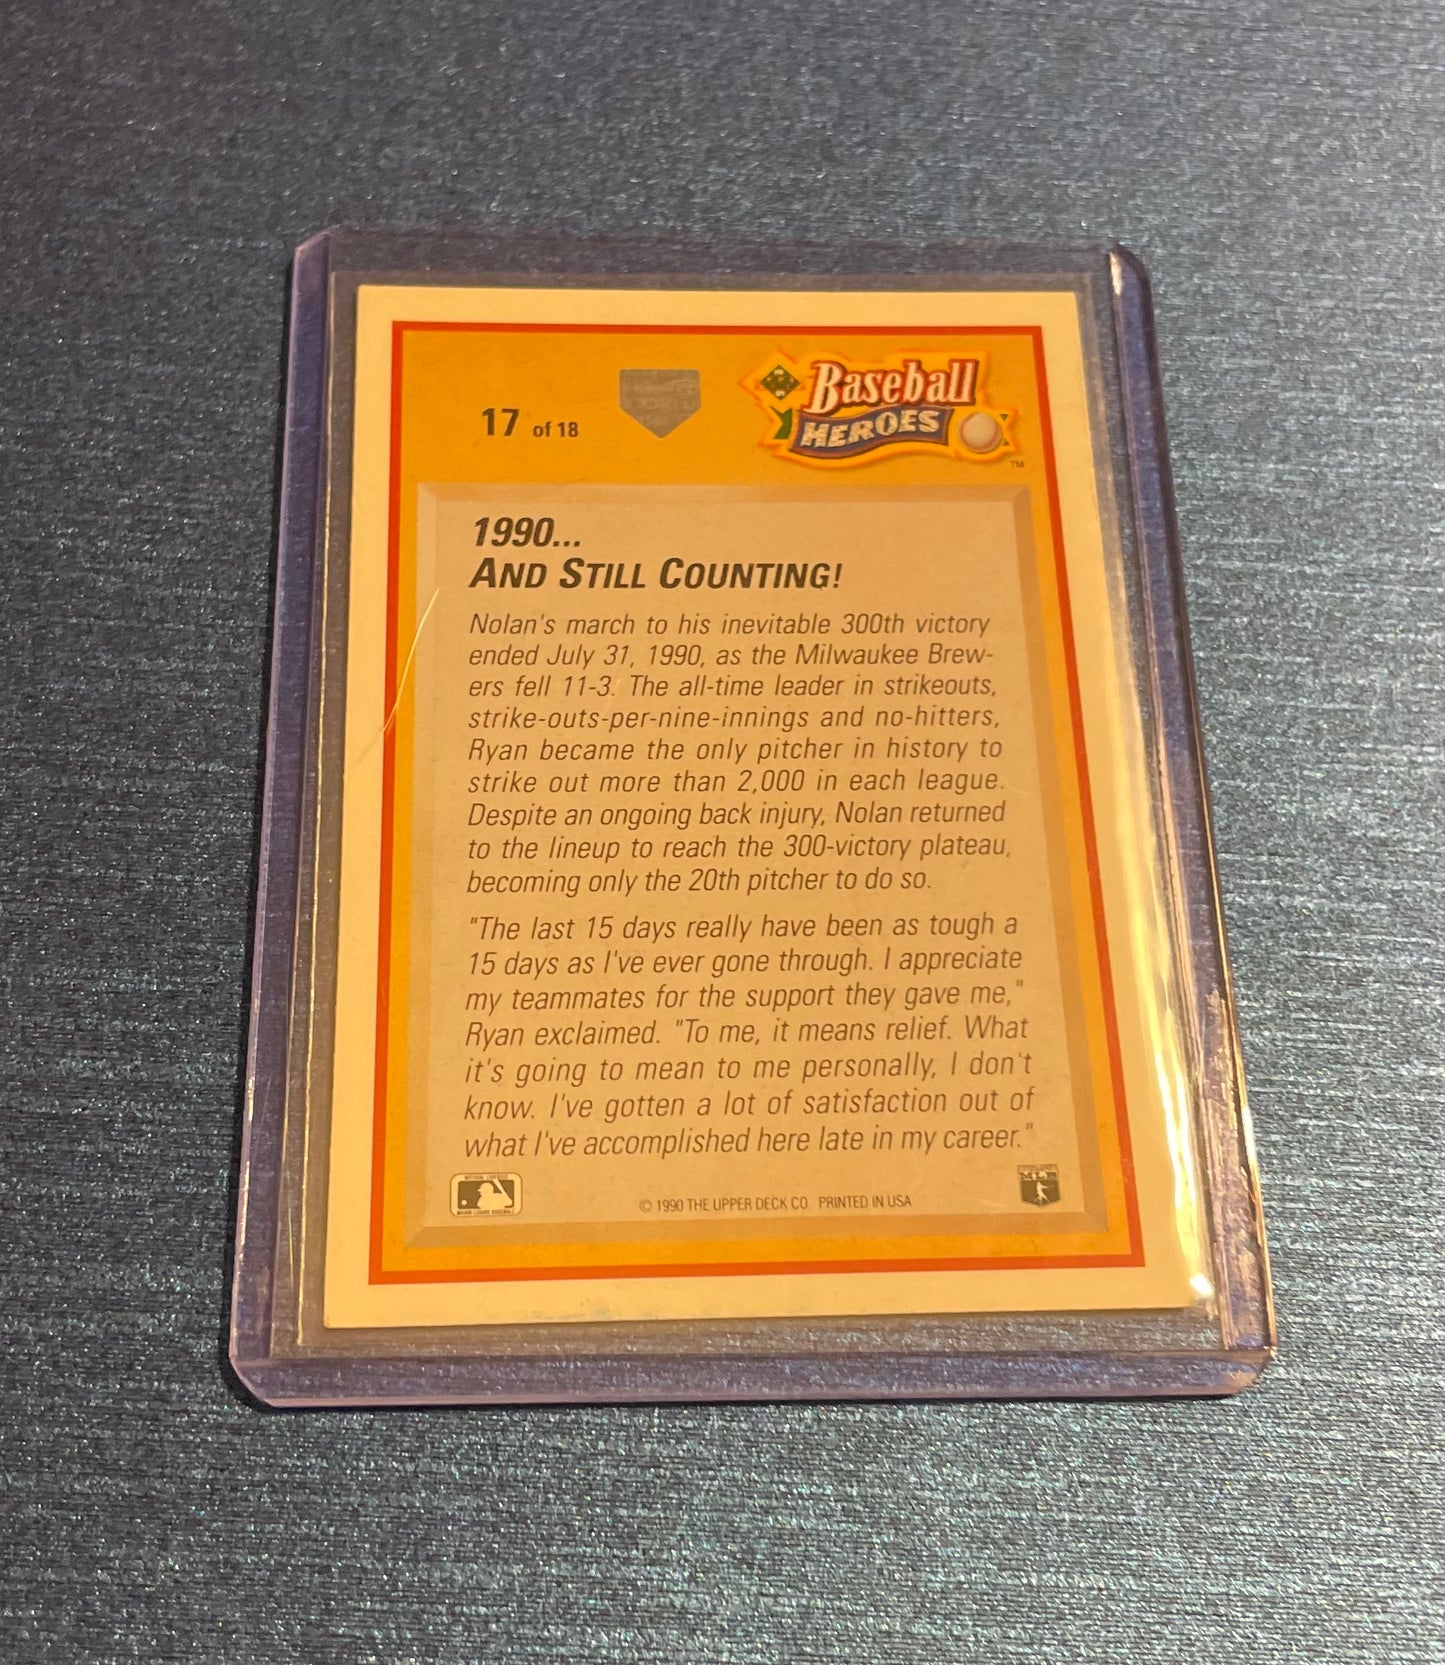 17 of 18
Baseball
HEROES
TM
1990...
AND STILL COUNTING!
Nolan's march to his inevitable 300th victory
ended July 31, 1990, as the Milwaukee Brew-
ers fell 11-3. The all-time leader in strikeouts,
strike-outs-per-nine-innings and no-hitters,
Ryan became the only pitcher in history to
strike out more than 2,000 in each league.
Despite an ongoing back injury, Nolan returned
to the lineup to reach the 300-victory plateau,
becoming only the 20th pitcher to do so.
"The last 15 days really have been as tough a
15 days as I've ever gone through. I appreciate
my teammates for the support they gave me,"
Ryan exclaimed. "To me, it means relief. What
it's going to mean to me personally, I don't
know. I've gotten a lot of satisfaction out of
what I've accomplished here late in my career."
© 1990 THE UPPER DECK CO. PRINTED IN USA